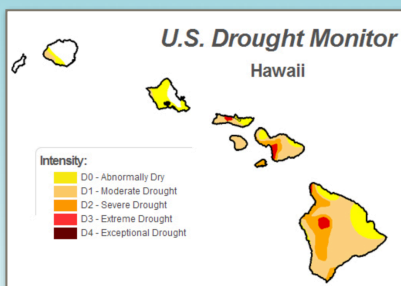 U.S. Drought Monitor
Hawaii
Intensity:
D0 - Abnormally Dry
D1 - Moderate Drought
D2 - Severe Drought
D3 - Extreme Drought
D4 - Exceptional Drought